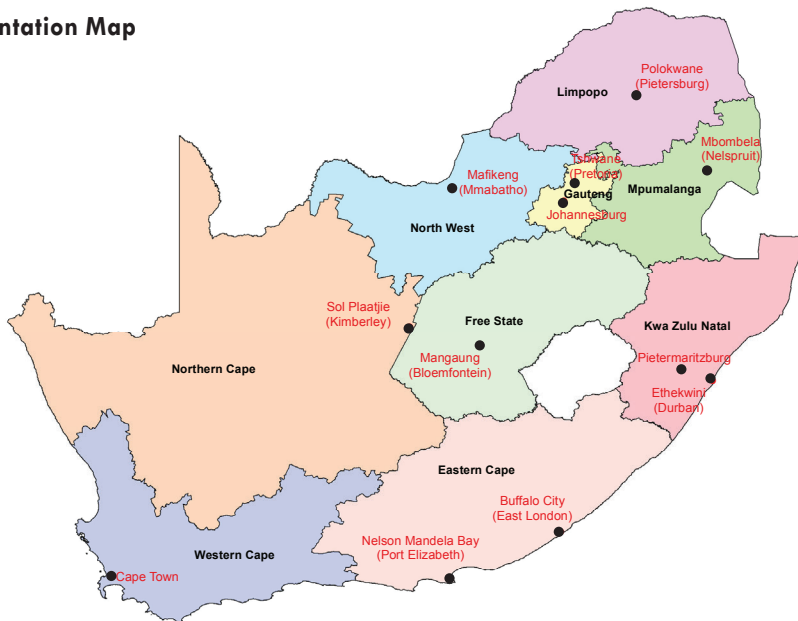 ntation Map
Polokwane
(Pietersburg)
Limpopo
Mbombela
(Nelspruit)
Tshwane
(Pretoria)
Mafikeng
(Mmabatho)
Gauteng
Mpumalanga
Johannesburg
North West
Sol Plaatjie
(Kimberley)
Free State
Kwa Zulu Natal
Mangaung
(Bloemfontein)
Pietermaritzburg
Northern Cape
Ethekwini
(Durban)
Eastern Cape
Buffalo City
(East London)
Nelson Mandela Bay
(Port Elizabeth)
Western Cape
Cape Town